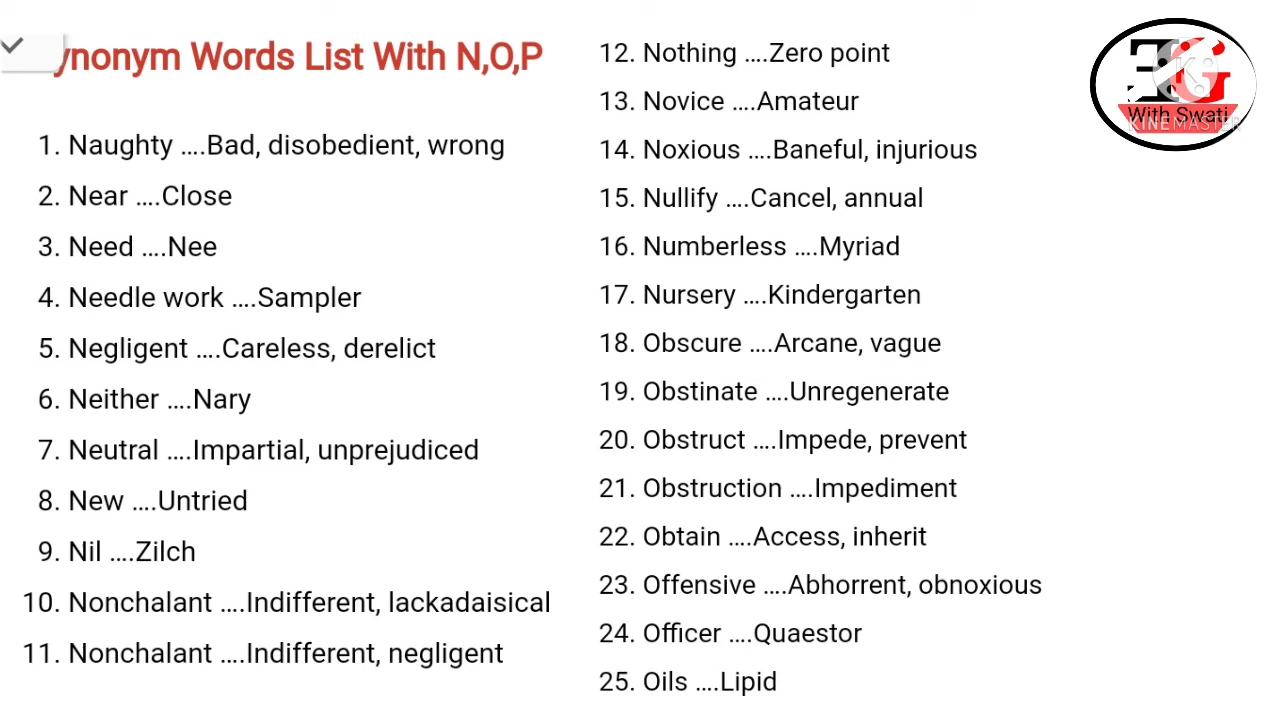 ynonym Words List With N,O,P
1. Naughty ....Bad, disobedient, wrong
2. Near ....Close
3. Need ....Nee
4. Needle work ....Sampler
5. Negligent ....Careless, derelict
6. Neither ....Nary
7. Neutral ....Impartial, unprejudiced
8. New ....Untried
9. Nil ....Zilch
10. Nonchalant ....Indifferent, lackadaisical
11. Nonchalant ....Indifferent, negligent
12. Nothing ....Zero point
13. Novice ....Amateur
14. Noxious ....Baneful, injurious
15. Nullify ....Cancel, annual
16. Numberless ....Myriad
17. Nursery ....Kindergarten
18. Obscure ....Arcane, vague
19. Obstinate ....Unregenerate
20. Obstruct ....Impede, prevent
21. Obstruction ....Impediment
22. Obtain ....Access, inherit
23. Offensive ....Abhorrent, obnoxious
24. Officer ....Quaestor
25. Oils ....Lipid
With Swati
KINEMASTER